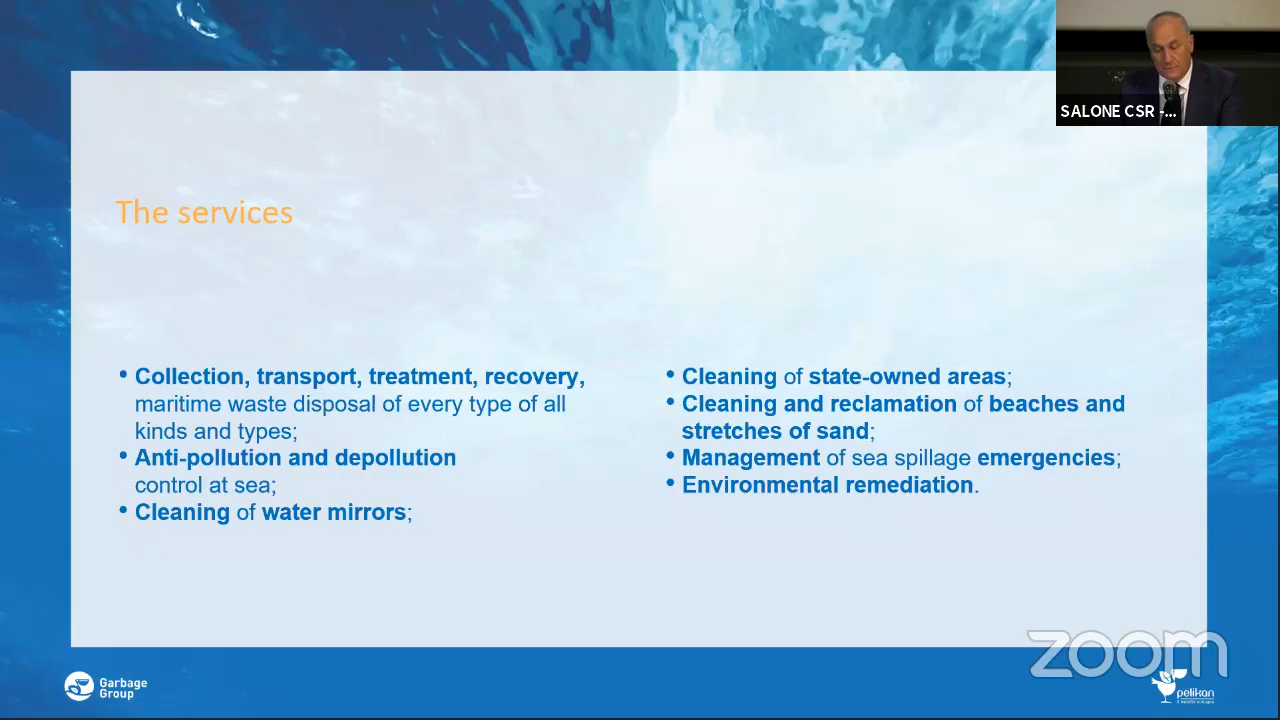 SALONE CSR -...
The services
• Collection, transport, treatment, recovery,
maritime waste disposal of every type of all
kinds and types;
• Anti-pollution and depollution
control at sea;
• Cleaning of water mirrors;
• Cleaning of state-owned areas;
• Cleaning and reclamation of beaches and
stretches of sand;
• Management of sea spillage emergencies;
• Environmental remediation.
zoom
Garbage
Group
pelikan